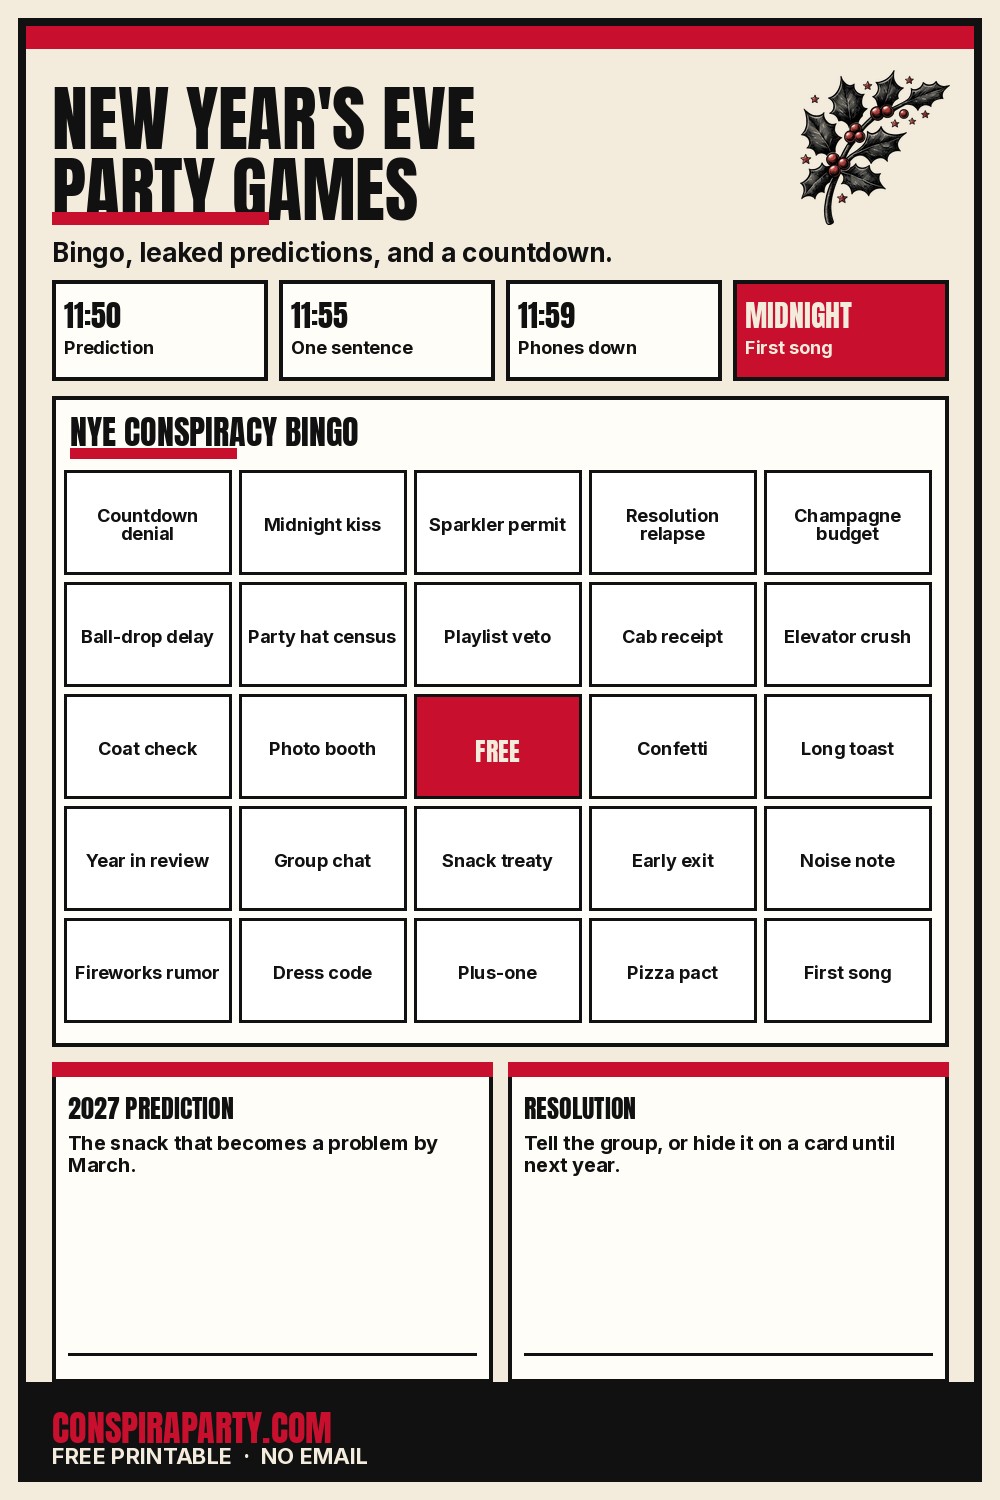 NEW YEAR'S EVE
PARTY GAMES
Bingo, leaked predictions, and a countdown.
11:50
Prediction
11:55
One sentence
11:59
Phones down
MIDNIGHT
First song
NYE CONSPIRACY BINGO
Countdown
denial
Midnight kiss
Sparkler permit
Resolution
relapse
Champagne
budget
Ball-drop delay
Party hat census
Playlist veto
Cab receipt
Elevator crush
Coat check
Photo booth
FREE
Confetti
Long toast
Year in review
Group chat
Snack treaty
Early exit
Noise note
Fireworks rumor
Dress code
Plus-one
Pizza pact
First song
2027 PREDICTION
The snack that becomes a problem by
March.
RESOLUTION
Tell the group, or hide it on a card until
next year.
CONSPIRAPARTY.COM
FREE PRINTABLE · NO EMAIL